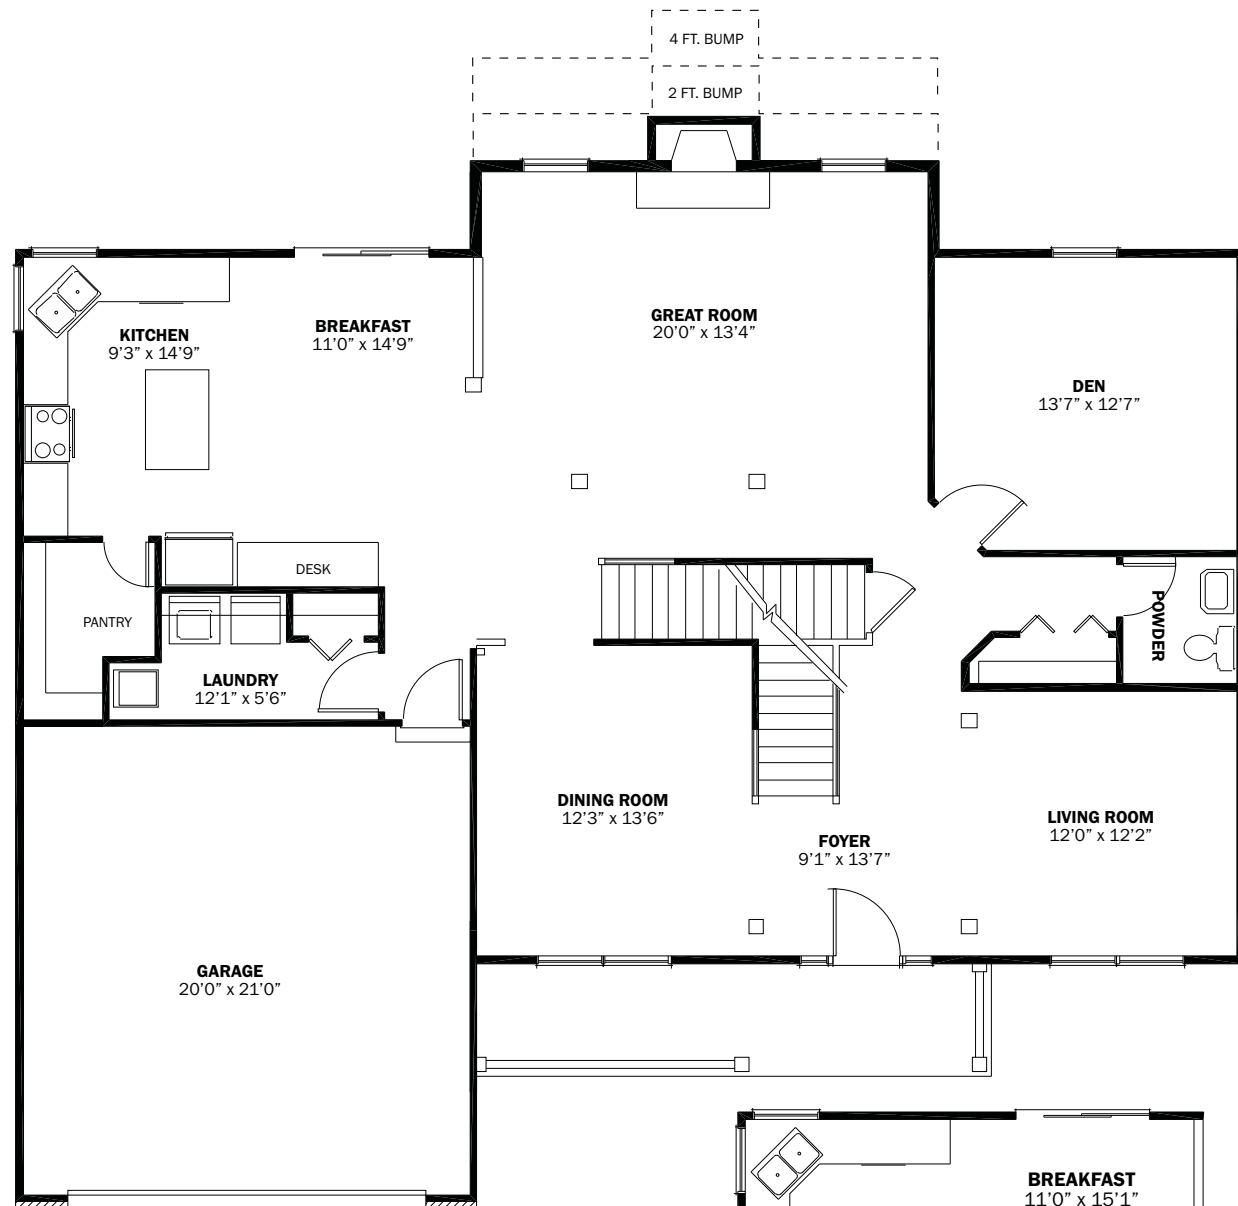 4 FT. BUMP
2 FT. BUMP
GREAT ROOM
20'0” x 13'4”
KITCHEN
9'3” x 14'9”
BREAKFAST
11'0” x 14'9”
DEN
13'7” x 12'7”
DESK
PANTRY
POWDER
LAUNDRY
12'1” x 5'6”
DINING ROOM
12'3” x 13'6”
FOYER
9'1” x 13'7”
LIVING ROOM
12'0” x 12'2”
GARAGE
20'0” x 21'0”
BREAKFAST
11'0” x 15'1”